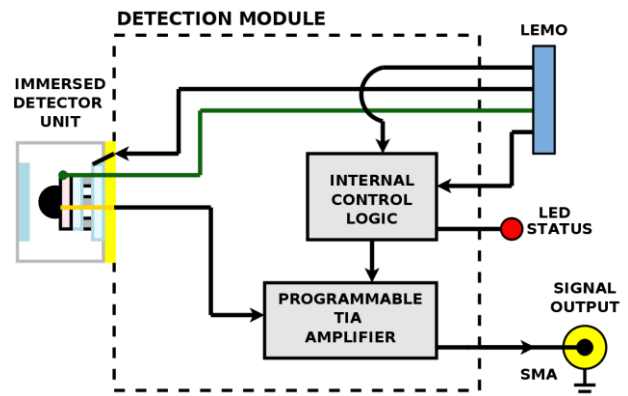 DETECTION MODULE
LEMO
IMMERSED
DETECTOR
UNIT
INTERNAL
CONTROL
LOGIC
LED
STATUS
PROGRAMMABLE
TIA
AMPLIFIER
SIGNAL
OUTPUT
SMA